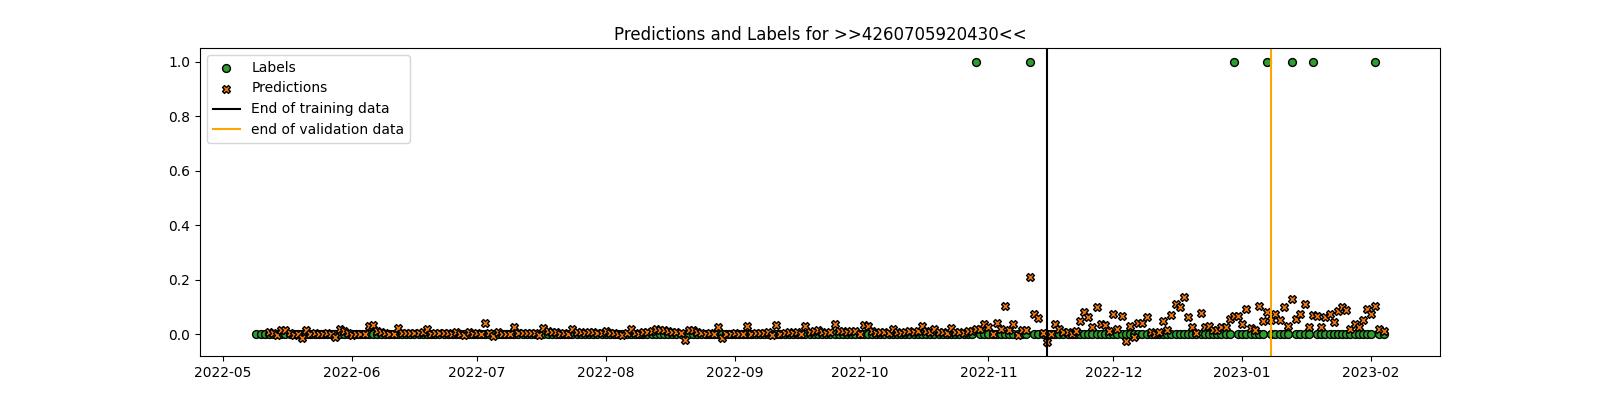 Predictions and Labels for >>4260705920430<<
1.0
0.8
0.6
0.4
0.2
0.0
Labels
Predictions
End of training data
end of validation data
2022-05 2022-06 2022-07 2022-08 2022-09 2022-10 2022-11 2022-12 2023-01 2023-02